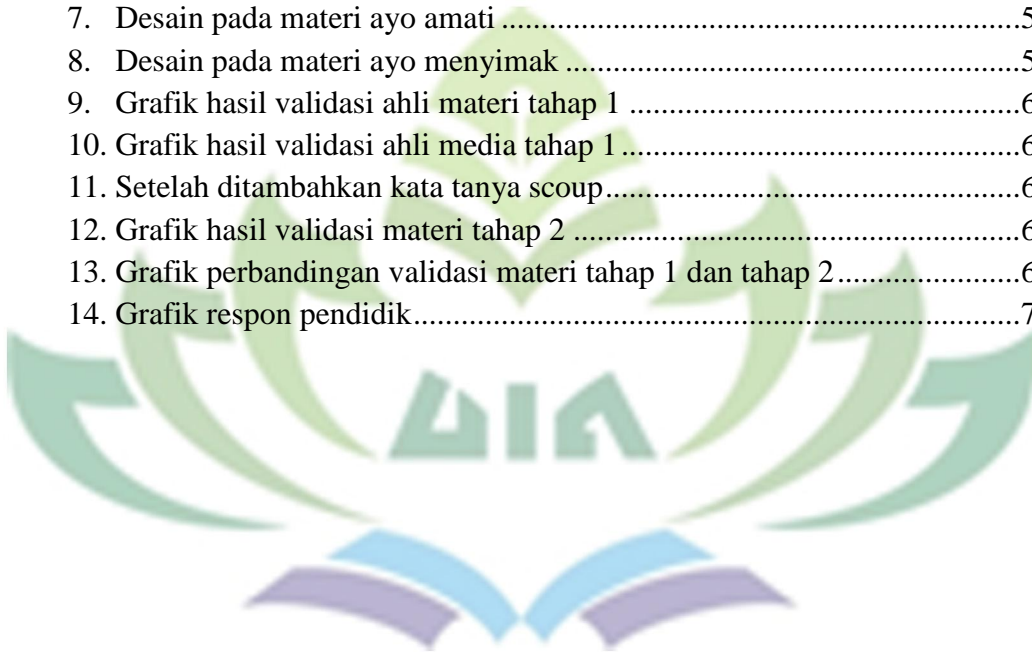 7. Desain pada materi ayo amati ....................................................................5
8. Desain pada materi ayo menyimak ..........................................................5
9. Grafik hasil validasi ahli materi tahap 1 ..................................................6
10. Grafik hasil validasi ahli media tahap 1...................................................6
11. Setelah ditambahkan kata tanya scoup.....................................................6
12. Grafik hasil validasi materi tahap 2 .........................................................6
13. Grafik perbandingan validasi materi tahap 1 dan tahap 2.......................6
14. Grafik respon pendidik.............................................................................7
UIN